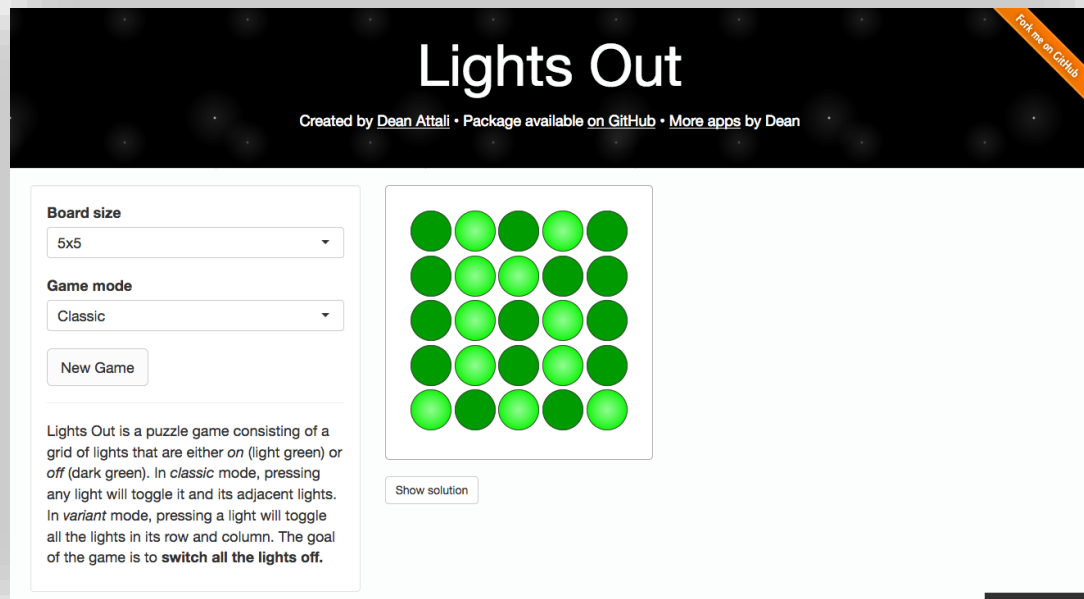 Fork me on GitHub
Lights Out
Created by Dean Attali • Package available on GitHub • More apps by Dean
Board size
5x5
Game mode
Classic
New Game
Lights Out is a puzzle game consisting of a
grid of lights that are either on (light green) or
off (dark green). In classic mode, pressing
any light will toggle it and its adjacent lights.
In variant mode, pressing a light will toggle
all the lights in its row and column. The goal
of the game is to switch all the lights off.
Show solution